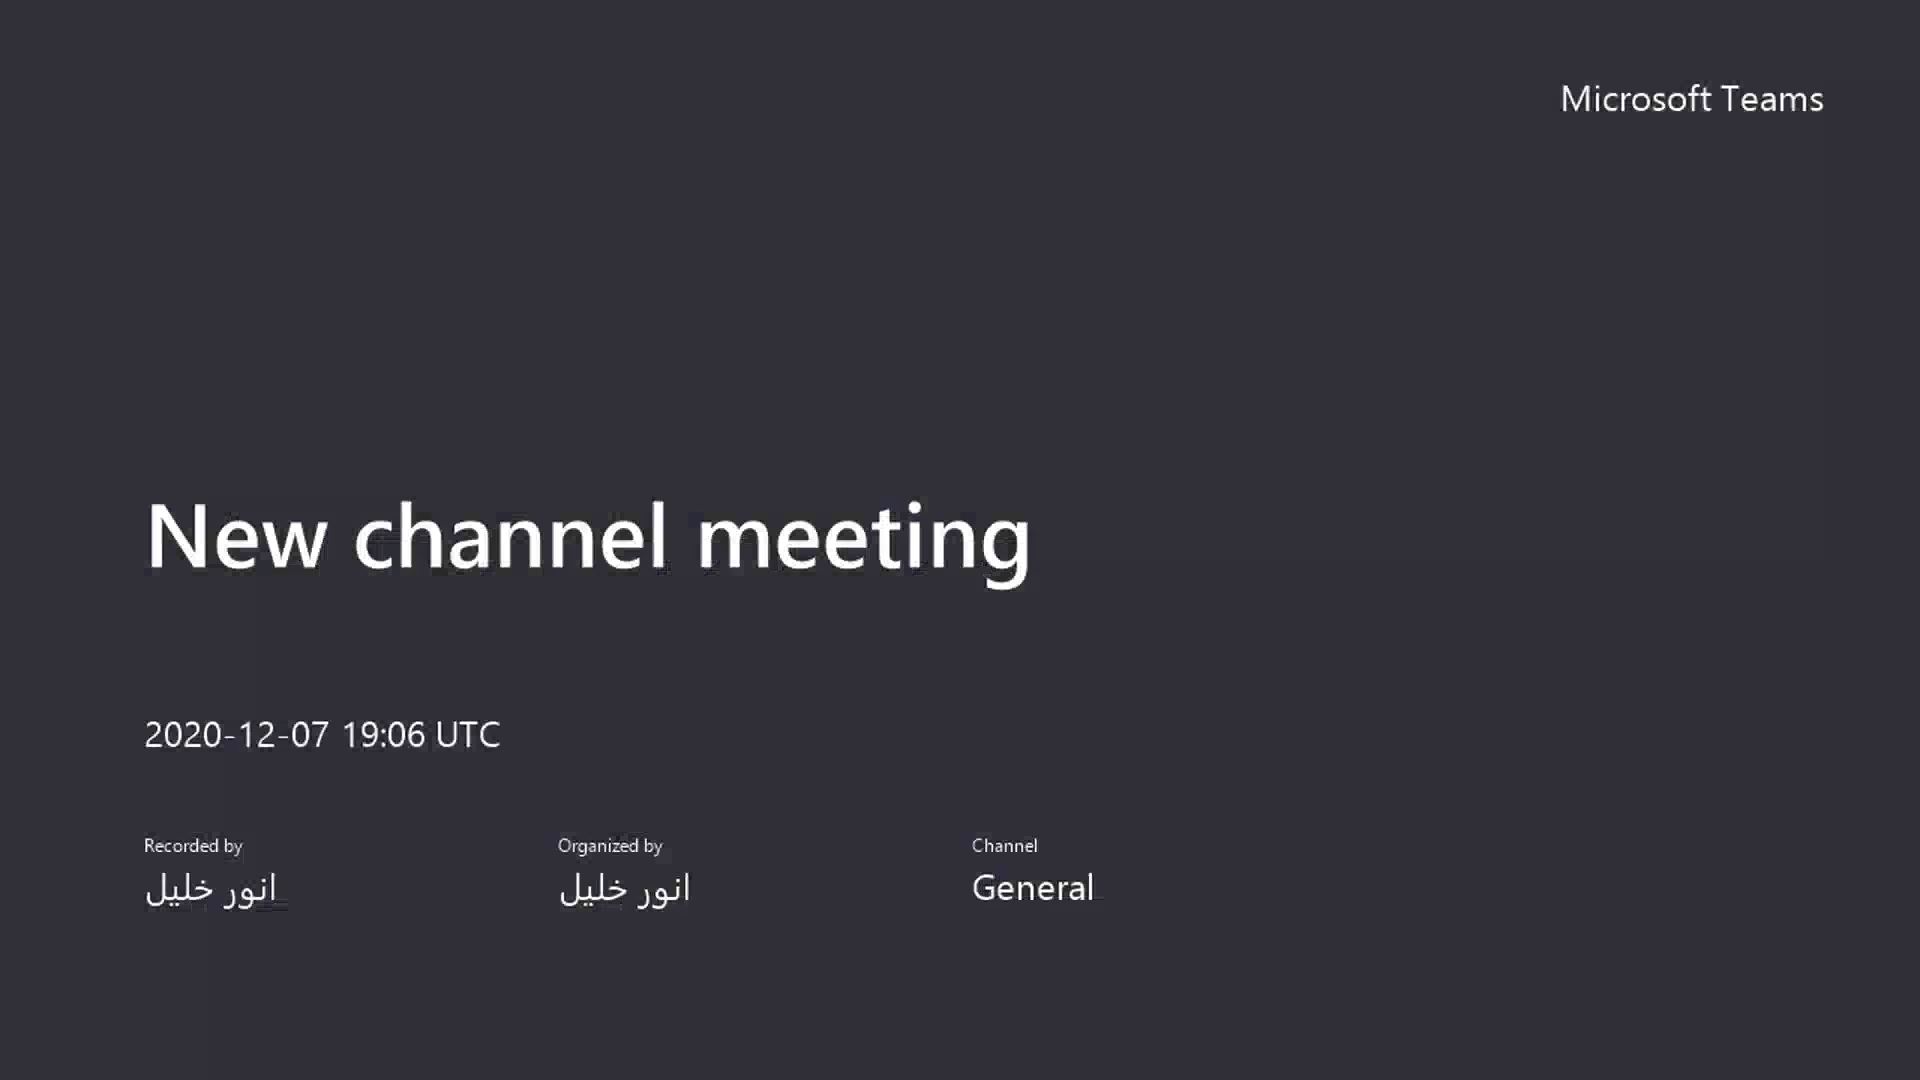 Microsoft Teams
New channel meeting
2020-12-07 19:06 UTC
Recorded by
انور خليل
Organized by
انور خليل
Channel
General